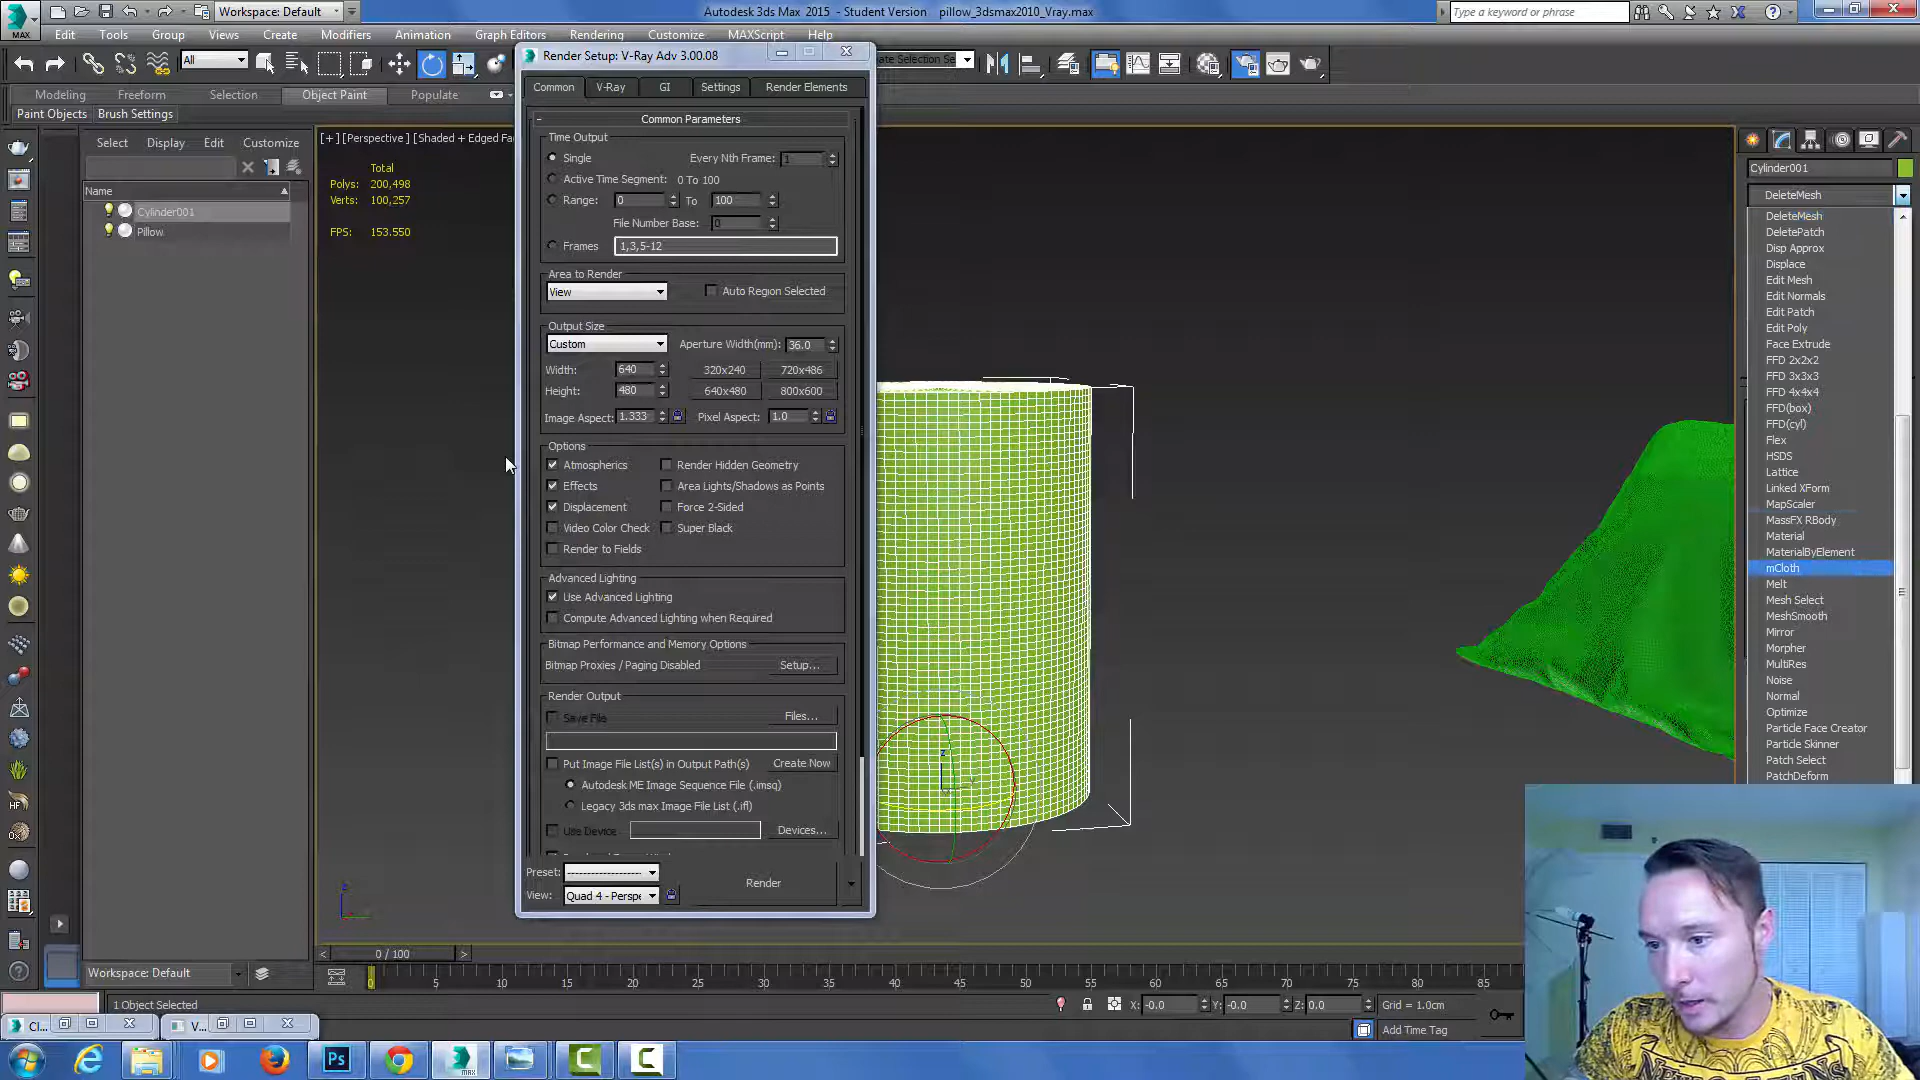 Workspace: Default
Autodesk 3ds Max 2015 - Student Version pillow_3dsmax2010_Vray.max
Type a keyword or phrase
MAX
Edit Tools Group Views Create Modifiers Animation Graph Editors Rendering Customize MAXScript Help
All
Modeling Freeform Selection Object Paint Populate
Paint Objects Brush Settings
Select Display Edit Customize
Name
Cylinder001
Pillow
[+] [Perspective] [Shaded + Edged Fa
Total
Polys: 200,498
Verts: 100,257
FPS: 153.550
Render Setup: V-Ray Adv 3.00.08
Common V-Ray GI Settings Render Elements
Common Parameters
Time Output
Single Every Nth Frame: 1
Active Time Segment: 0 To 100
Range: 0 To 100
File Number Base: 0
Frames 1,3,5-12
Area to Render
View Auto Region Selected
Output Size
Custom Aperture Width(mm): 36.0
Width: 640 320x240 720x486
Height: 480 640x480 800x600
Image Aspect: 1.333 Pixel Aspect: 1.0
Options
Atmospherics Render Hidden Geometry
Effects Area Lights/Shadows as Points
Displacement Force 2-Sided
Video Color Check Super Black
Render to Fields
Advanced Lighting
Use Advanced Lighting
Compute Advanced Lighting when Required
Bitmap Performance and Memory Options
Bitmap Proxies / Paging Disabled Setup...
Render Output
Save File Files...
Put Image File List(s) in Output Path(s) Create Now
Autodesk ME Image Sequence File (.imsq)
Legacy 3ds max Image File List (.ifl)
Use Device Devices...
Preset:
View: Quad 4 - Perspe
Render
Cylinder001
DeleteMesh
DeleteMesh
DeletePatch
Disp Approx
Displace
Edit Mesh
Edit Normals
Edit Patch
Edit Poly
Face Extrude
FFD 2x2x2
FFD 3x3x3
FFD 4x4x4
FFD(box)
FFD(cyl)
Flex
HSDS
Lattice
Linked XForm
MapScaler
MassFX RBody
Material
MaterialByElement
mCloth
Melt
Mesh Select
MeshSmooth
Mirror
Morpher
MultiRes
Noise
Normal
Optimize
Particle Face Creator
Particle Skinner
Patch Select
PatchDeform
Workspace: Default
0 / 100
0 5 10 15 20 25 30 35 40 45 50 55 60 65 70 75 80 85
1 Object Selected
X: -0.0 Y: -0.0 Z: 0.0 Grid = 1.0cm
Add Time Tag
Cl...
V...
Ps
MAX